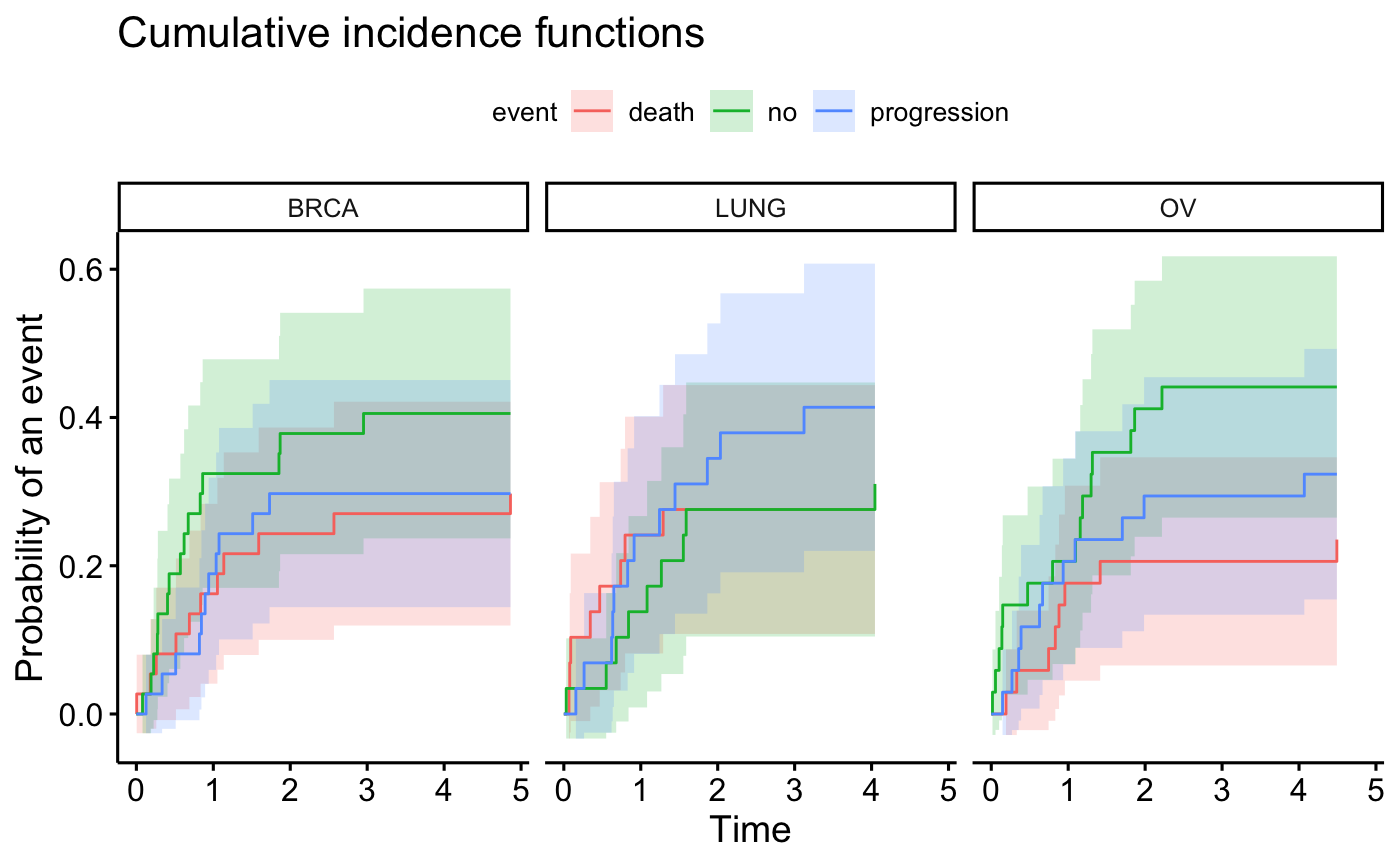 Cumulative incidence functions
event death no progression
BRCA LUNG OV
0.6
0.4
0.2
0.0
Probability of an event
0 1 2 3 4 5 0 1 2 3 4 5 0 1 2 3 4 5
Time